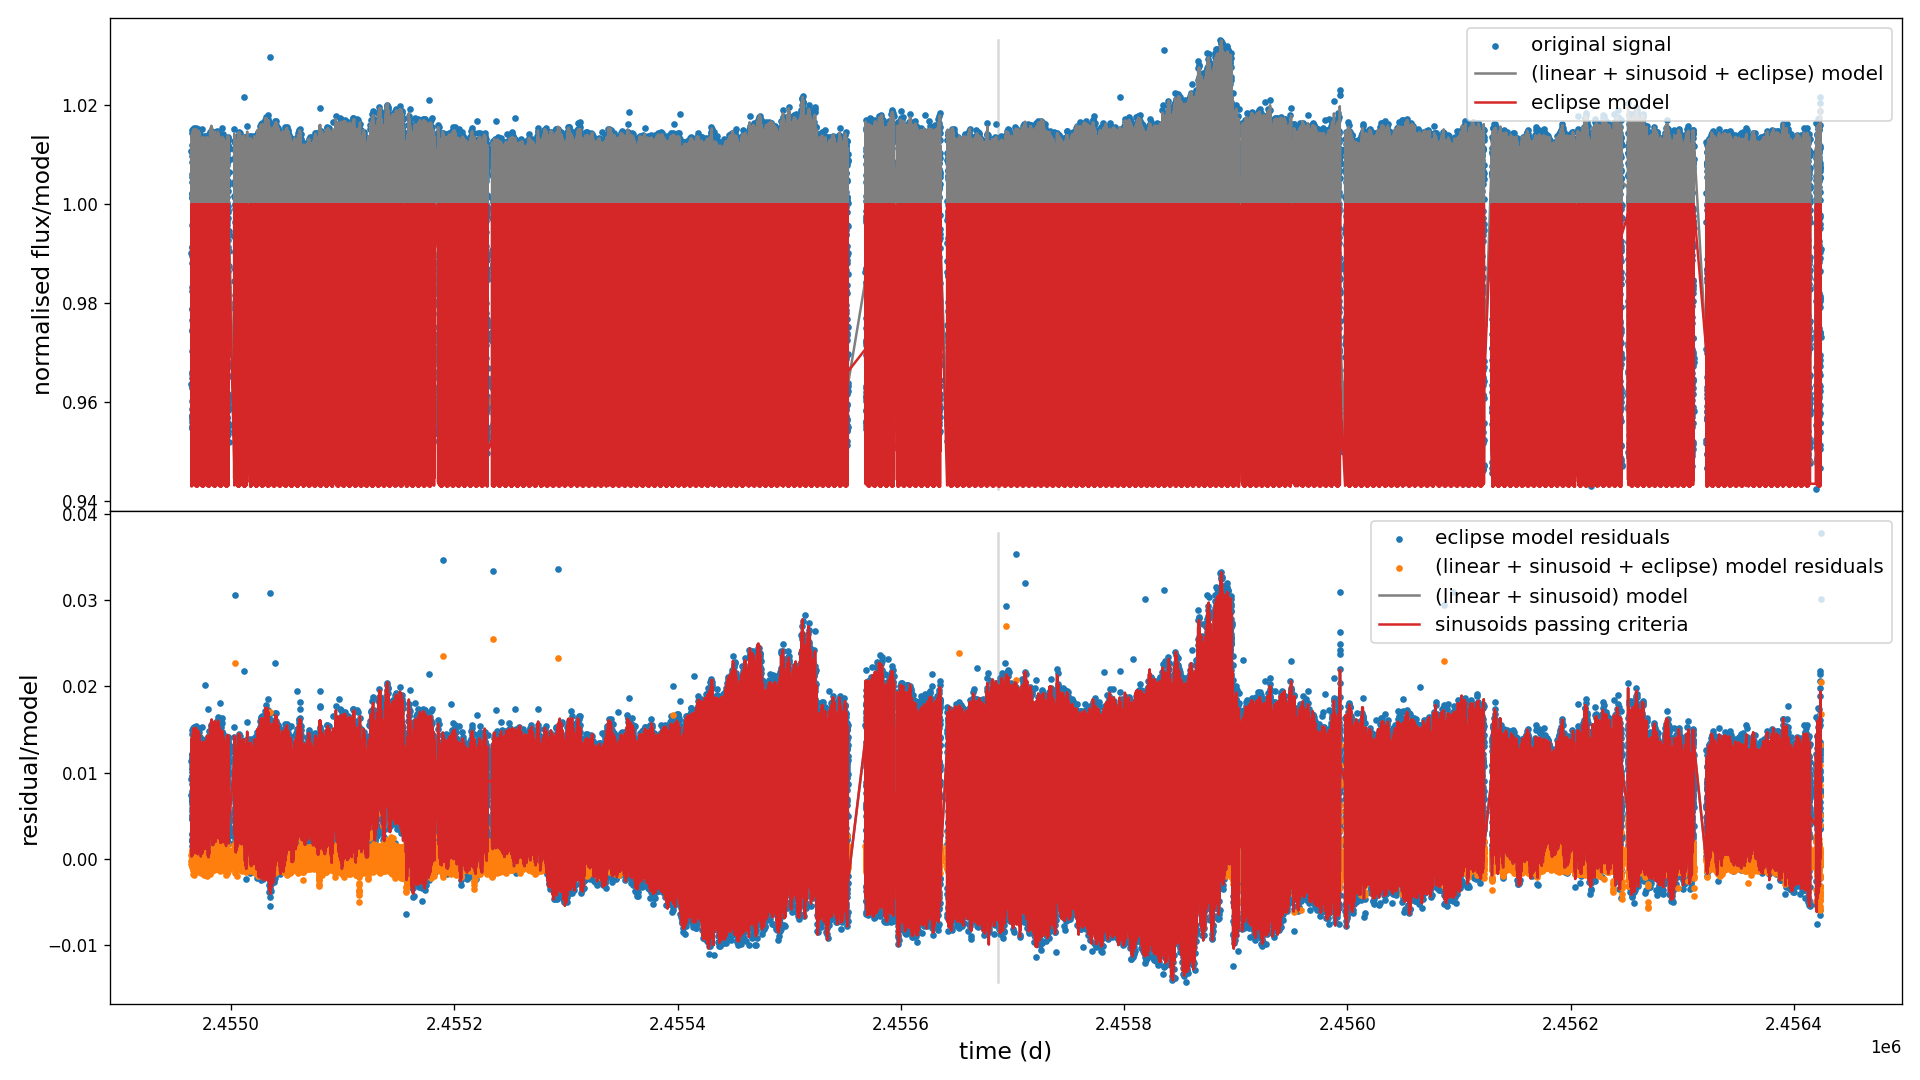 original signal
(linear + sinusoid + eclipse) model
eclipse model
normalised flux/model
1.02
1.00
0.98
0.96
0.94
eclipse model residuals
(linear + sinusoid + eclipse) model residuals
(linear + sinusoid) model
sinusoids passing criteria
residual/model
0.04
0.03
0.02
0.01
0.00
−0.01
2.4550
2.4552
2.4554
2.4556
2.4558
2.4560
2.4562
2.4564
1e6
time (d)